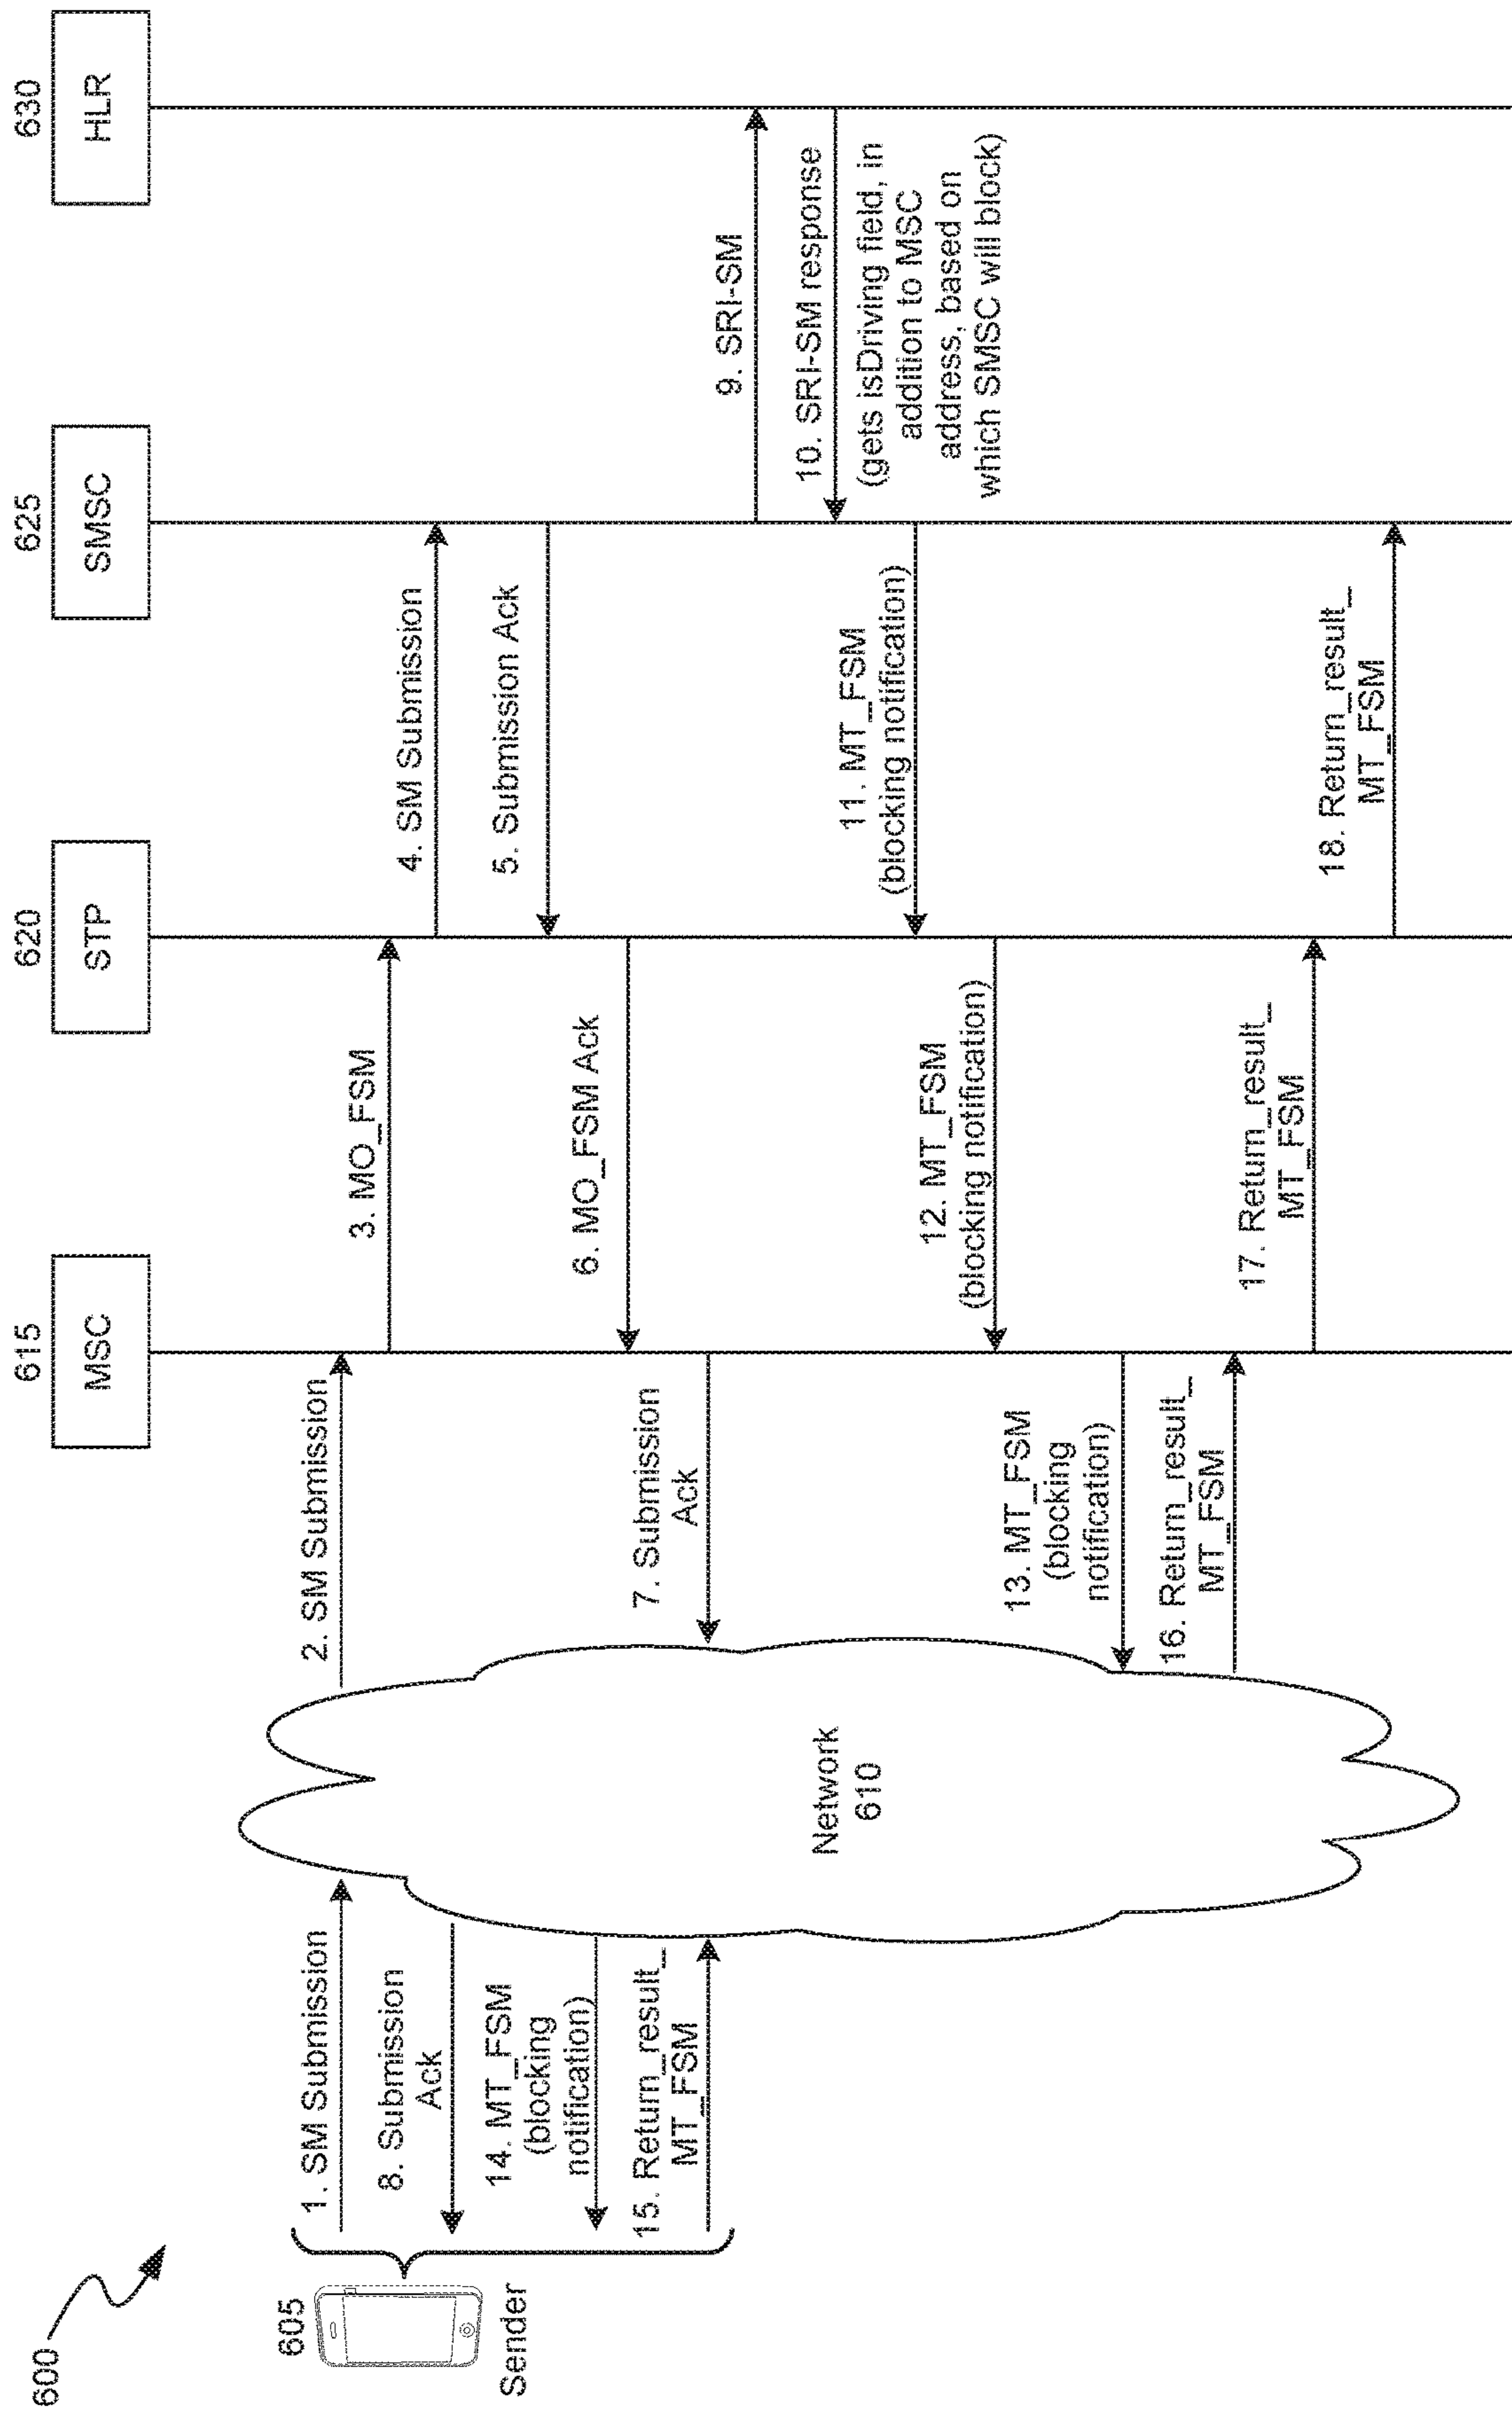 600
605
Sender
1. SM Submission
8. Submission
Ack
14. MT_FSM
(blocking
notification)
15. Return_result_
MT_FSM
Network
610
2. SM Submission
7. Submission
Ack
13. MT_FSM
(blocking
notification)
16. Return_result_
MT_FSM
615
MSC
3. MO_FSM
6. MO_FSM Ack
12. MT_FSM
(blocking notification)
17. Return_result_
MT_FSM
620
STP
4. SM Submission
5. Submission Ack
11. MT_FSM
(blocking notification)
18. Return_result_
MT_FSM
625
SMSC
9. SRI-SM
10. SRI-SM response
(gets isDriving field, in
addition to MSC
address, based on
which SMSC will block)
630
HLR